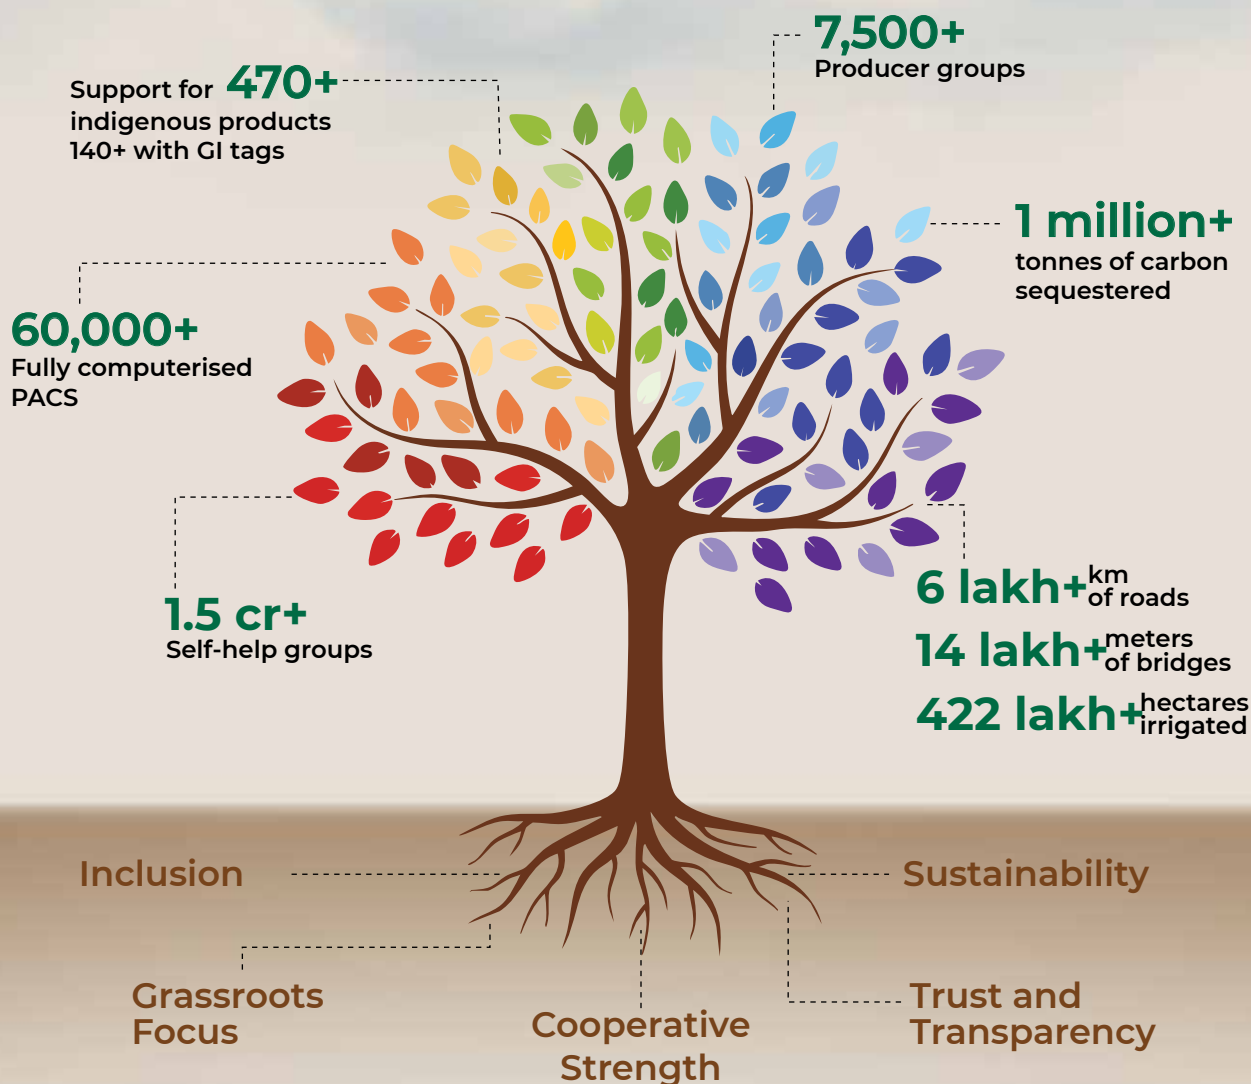 7,500+
Producer groups
Support for 470+
indigenous products
140+ with GI tags
1 million+
tonnes of carbon
sequestered
60,000+
Fully computerised
PACS
1.5 cr+
Self-help groups
6 lakh+ km
of roads
14 lakh+ meters
of bridges
422 lakh+ hectares
irrigated
Inclusion
Sustainability
Grassroots
Focus
Cooperative
Strength
Trust and
Transparency